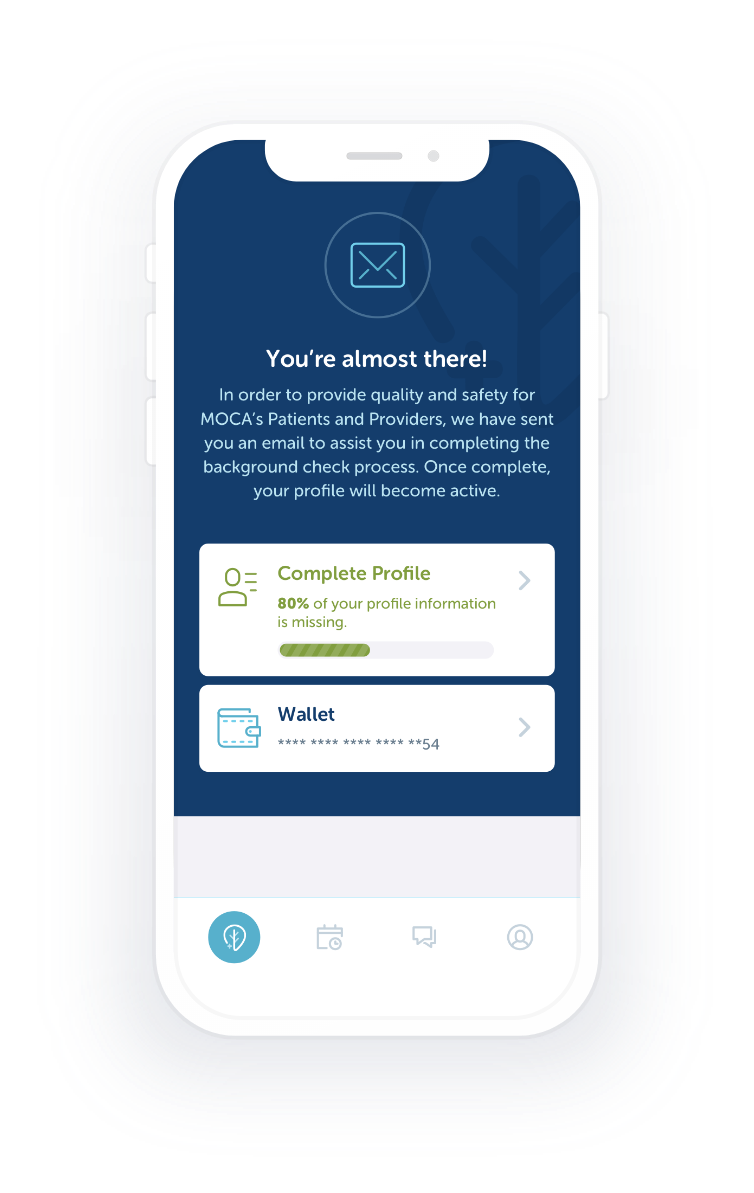 You’re almost there!
In order to provide quality and safety for
MOCA’s Patients and Providers, we have sent
you an email to assist you in completing the
background check process. Once complete,
your profile will become active.
Complete Profile
80% of your profile information
is missing.
Wallet
**** **** **** **** **54